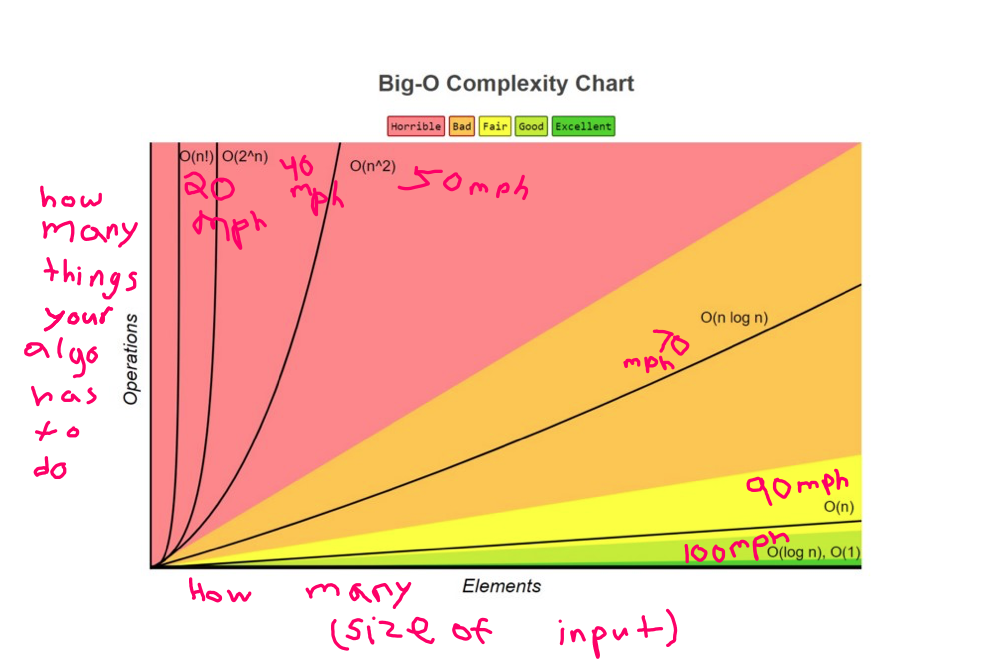 Big-O Complexity Chart
Horrible Bad Fair Good Excellent
O(n!) O(2^n) O(n^2)
20
mph
40
mph
50mph
how
many
things
your
algo
has
to
do
Operations
O(n log n)
70
mph
90mph
O(n)
100mph
O(log n), O(1)
Elements
How many
(size of input)